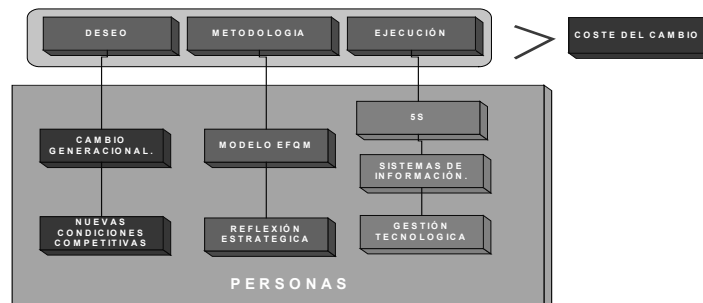 DESEO
METODOLOGIA
EJECUCIÓN
>
COSTE DEL CAMBIO
CAMBIO
GENERACIONAL.
MODELO EFQM
5S
SISTEMAS DE
INFORMACIÓN.
NUEVAS
CONDICIONES
COMPETITIVAS
REFLEXIÓN
ESTRATEGICA
GESTIÓN
TECNOLOGICA
PERSONAS